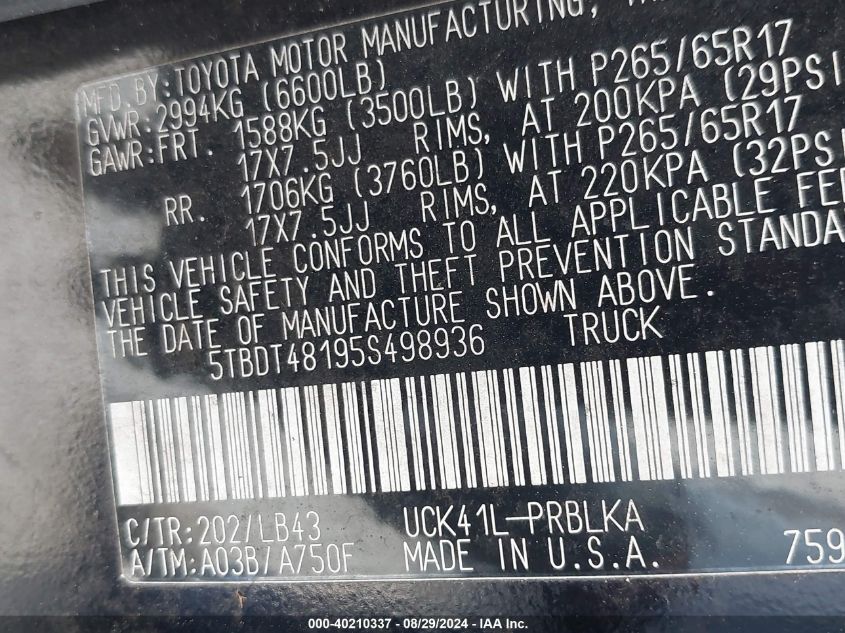 MFD.BY:TOYOTA MOTOR MANUFACTURING,
GVWR:2994KG (6600LB)
GAWR:FRT. 1588KG (3500LB) WITH P265/65R17
17X7.5JJ RIMS, AT 200KPA (29PSI
RR. 1706KG (3760LB) WITH P265/65R17
17X7.5JJ RIMS, AT 220KPA (32PSI
THIS VEHICLE CONFORMS TO ALL APPLICABLE FE
VEHICLE SAFETY AND THEFT PREVENTION STANDA
THE DATE OF MANUFACTURE SHOWN ABOVE.
5TBDT48195S498936 TRUCK
C/TR:202/LB43 UCK41L-PRBLKA
A/TM:A03B/A750F MADE IN U.S.A. 759
000-40210337 - 08/29/2024 - IAA Inc.